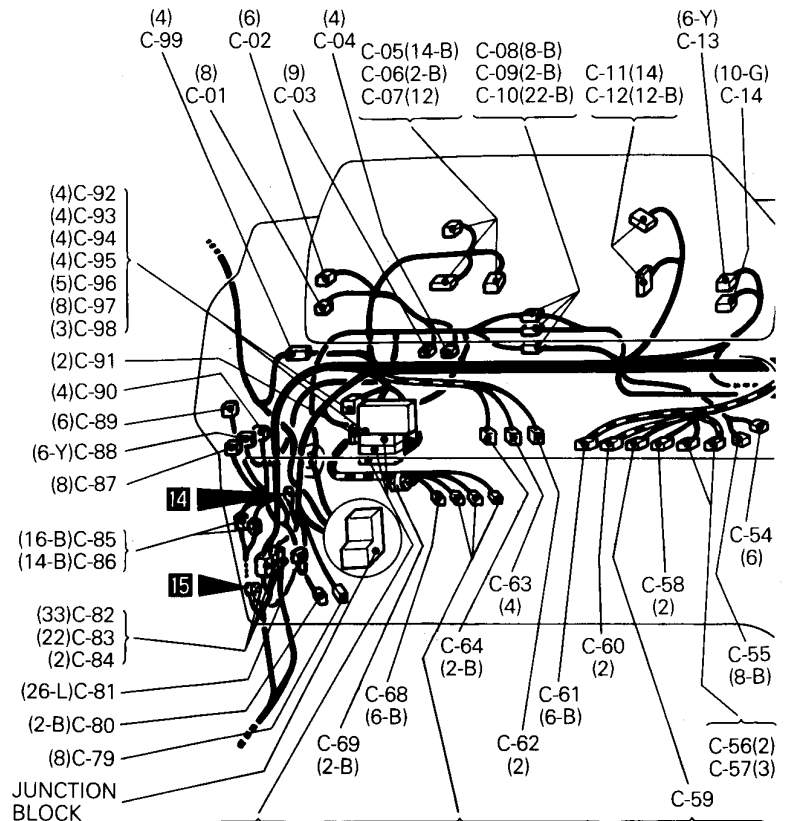 (4)
C-99
(6)
C-02
(4)
C-04
(6-Y)
C-13
(8)
C-01
(9)
C-03
C-05(14-B)
C-06(2-B)
C-07(12)
C-08(8-B)
C-09(2-B)
C-10(22-B)
C-11(14)
C-12(12-B)
(10-G)
C-14
(4)C-92
(4)C-93
(4)C-94
(4)C-95
(5)C-96
(8)C-97
(3)C-98
(2)C-91
(4)C-90
(6)C-89
(6-Y)C-88
(8)C-87
14
(16-B)C-85
(14-B)C-86
15
(33)C-82
(22)C-83
(2)C-84
(26-L)C-81
(2-B)C-80
(8)C-79
JUNCTION
BLOCK
C-69
(2-B)
C-68
(6-B)
C-64
(2-B)
C-63
(4)
C-62
(2)
C-61
(6-B)
C-60
(2)
C-58
(2)
C-54
(6)
C-55
(8-B)
C-56(2)
C-57(3)
C-59